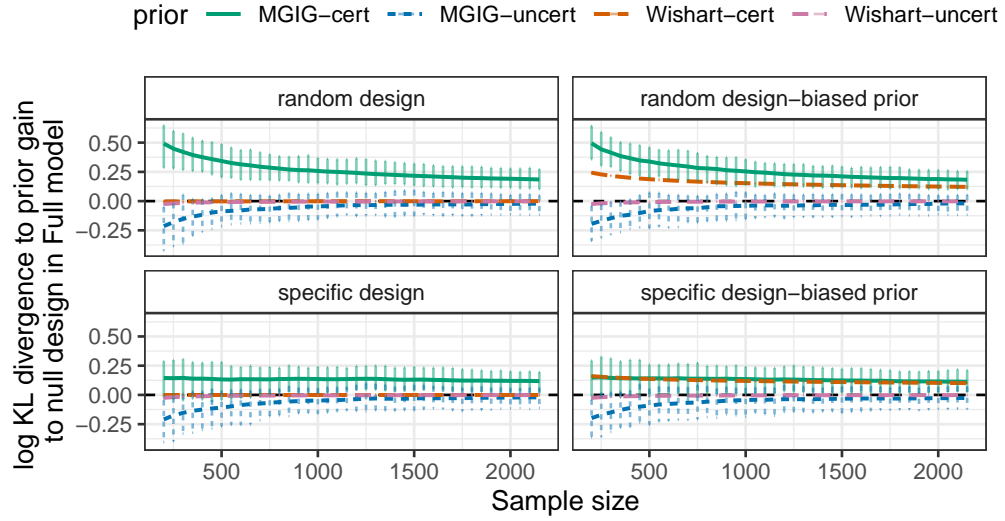 prior MGIG−cert MGIG−uncert Wishart−cert Wishart−uncert
random design
random design−biased prior
0.50
0.25
0.00
−0.25
specific design
specific design−biased prior
0.50
0.25
0.00
−0.25
500 1000 1500 2000
500 1000 1500 2000
Sample size
log KL divergence to prior gain
to null design in Full model